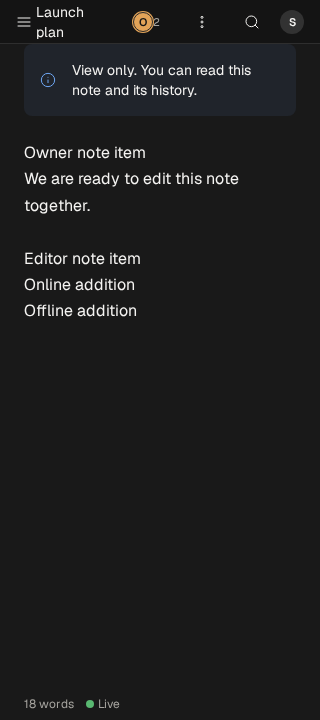 Launch
plan
O 2
S
View only. You can read this
note and its history.
Owner note item
We are ready to edit this note
together.
Editor note item
Online addition
Offline addition
18 words
Live